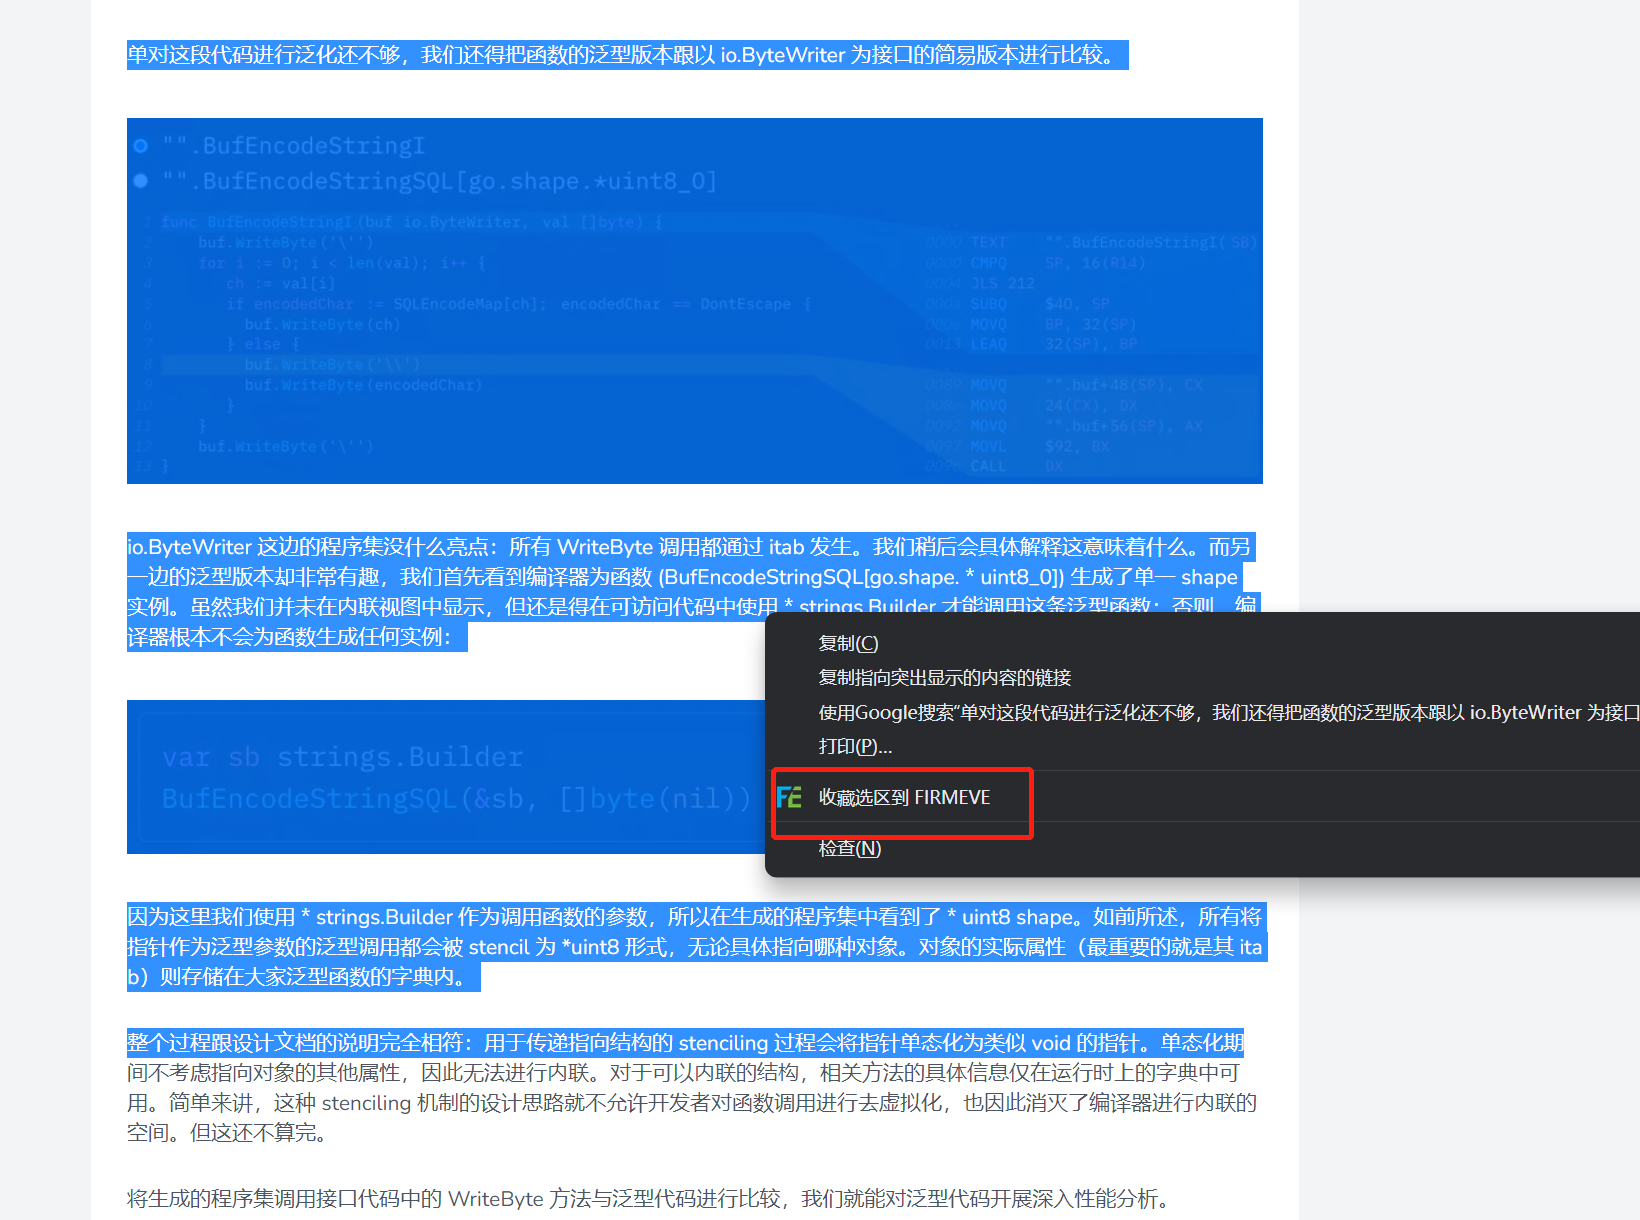 单对这段代码进行泛化还不够，我们还得把函数的泛型版本跟以 io.ByteWriter 为接口的简易版本进行比较。
"".BufEncodeStringI
"".BufEncodeStringSQL[go.shape.*uint8_0]
1 func BufEncodeStringI(buf io.ByteWriter, val []byte) {
2 buf.WriteByte('\'')
3 for i := 0; i < len(val); i++ {
4 ch := val[i]
5 if encodedChar := SQLEncodeMap[ch]; encodedChar == DontEscape {
6 buf.WriteByte(ch)
7 } else {
8 buf.WriteByte('\\')
9 buf.WriteByte(encodedChar)
10 }
11 }
12 buf.WriteByte('\'')
13 }
0000 TEXT "".BufEncodeStringI(SB)
0000 CMPQ SP, 16(R14)
0004 JLS 212
000a SUBQ $40, SP
000e MOVQ BP, 32(SP)
0013 LEAQ 32(SP), BP
0089 MOVQ "".buf+48(SP), CX
008e MOVQ 24(CX), DX
0092 MOVQ "".buf+56(SP), AX
0097 MOVL $92, BX
009c CALL DX
io.ByteWriter 这边的程序集没什么亮点：所有 WriteByte 调用都通过 itab 发生。我们稍后会具体解释这意味着什么。而另
一边的泛型版本却非常有趣，我们首先看到编译器为函数 (BufEncodeStringSQL[go.shape. * uint8_0]) 生成了单一 shape
实例。虽然我们并未在内联视图中显示，但还是得在可访问代码中使用 * strings.Builder 才能调用这条泛型函数；否则，编
译器根本不会为函数生成任何实例：
var sb strings.Builder
BufEncodeStringSQL(&sb, []byte(nil))
复制(C)
复制指向突出显示的内容的链接
使用Google搜索“单对这段代码进行泛化还不够，我们还得把函数的泛型版本跟以 io.ByteWriter 为接口
打印(P)...
FE 收藏选区到 FIRMEVE
检查(N)
因为这里我们使用 * strings.Builder 作为调用函数的参数，所以在生成的程序集中看到了 * uint8 shape。如前所述，所有将
指针作为泛型参数的泛型调用都会被 stencil 为 *uint8 形式，无论具体指向哪种对象。对象的实际属性（最重要的就是其 ita
b）则存储在大家泛型函数的字典内。
整个过程跟设计文档的说明完全相符：用于传递指向结构的 stenciling 过程会将指针单态化为类似 void 的指针。单态化期
间不考虑指向对象的其他属性，因此无法进行内联。对于可以内联的结构，相关方法的具体信息仅在运行时上的字典中可
用。简单来讲，这种 stenciling 机制的设计思路就不允许开发者对函数调用进行去虚拟化，也因此消灭了编译器进行内联的
空间。但这还不算完。
将生成的程序集调用接口代码中的 WriteByte 方法与泛型代码进行比较，我们就能对泛型代码开展深入性能分析。